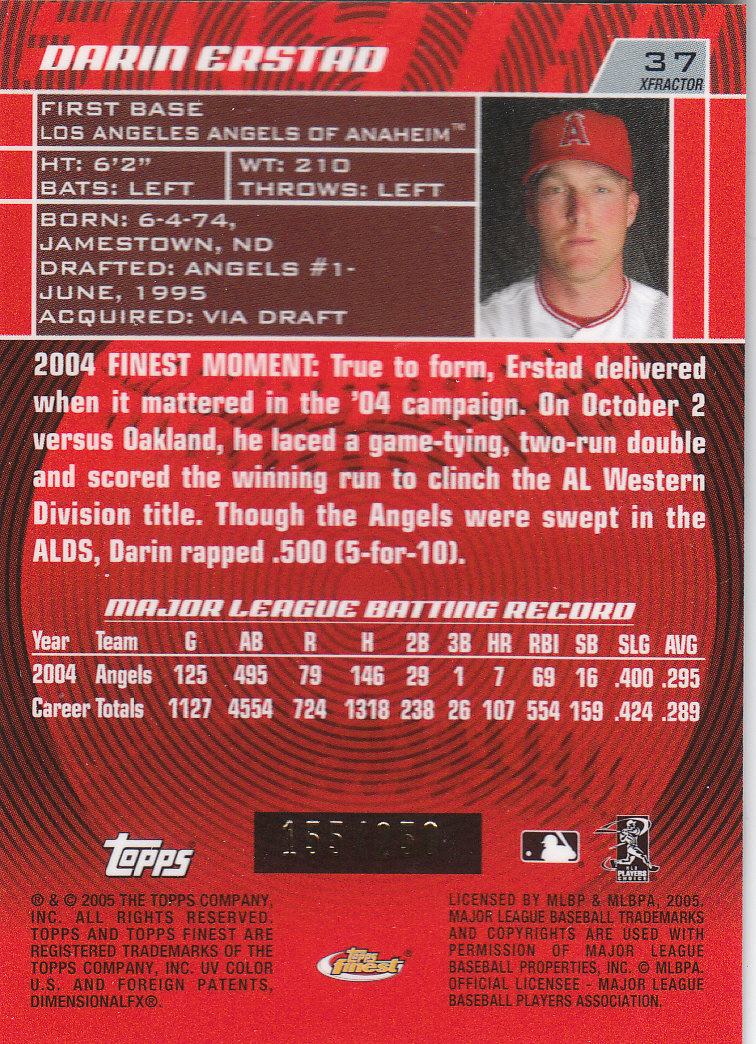 DARIN ERSTAD
37
XFRACTOR
FIRST BASE
LOS ANGELES ANGELS OF ANAHEIM™
HT: 6'2" WT: 210
BATS: LEFT THROWS: LEFT
BORN: 6-4-74,
JAMESTOWN, ND
DRAFTED: ANGELS #1-
JUNE, 1995
ACQUIRED: VIA DRAFT
A
2004 FINEST MOMENT: True to form, Erstad delivered
when it mattered in the '04 campaign. On October 2
versus Oakland, he laced a game-tying, two-run double
and scored the winning run to clinch the AL Western
Division title. Though the Angels were swept in the
ALDS, Darin rapped .500 (5-for-10).
MAJOR LEAGUE BATTING RECORD
Year Team G AB R H 2B 3B HR RBI SB SLG AVG
2004 Angels 125 495 79 146 29 1 7 69 16 .400 .295
Career Totals 1127 4554 724 1318 238 26 107 554 159 .424 .289
155/250
Topps
MLB
PLAYERS
CHOICE
® & © 2005 THE TOPPS COMPANY,
INC. ALL RIGHTS RESERVED.
TOPPS AND TOPPS FINEST ARE
REGISTERED TRADEMARKS OF THE
TOPPS COMPANY, INC. UV COLOR
U.S. AND FOREIGN PATENTS,
DIMENSIONALFX®.
Topps
finest®
LICENSED BY MLBP & MLBPA, 2005.
MAJOR LEAGUE BASEBALL TRADEMARKS
AND COPYRIGHTS ARE USED WITH
PERMISSION OF MAJOR LEAGUE
BASEBALL PROPERTIES, INC. © MLBPA.
OFFICIAL LICENSEE - MAJOR LEAGUE
BASEBALL PLAYERS ASSOCIATION.